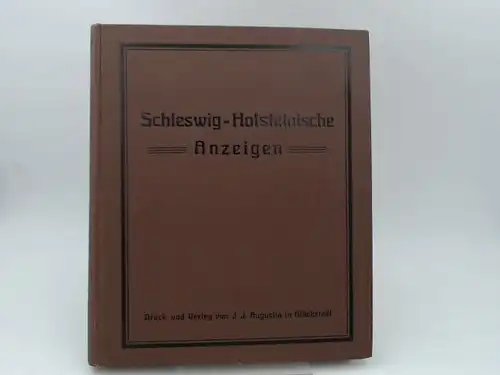 Schleswig-Holsteinische
Anzeigen
Druck und Verlag von J. J. Augustin in Glückstadt